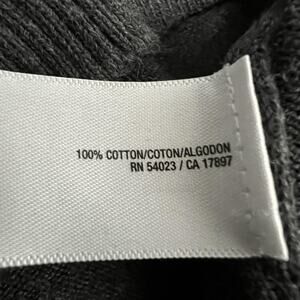 100% COTTON/COTON/ALGODON
RN 54023 / CA 17897